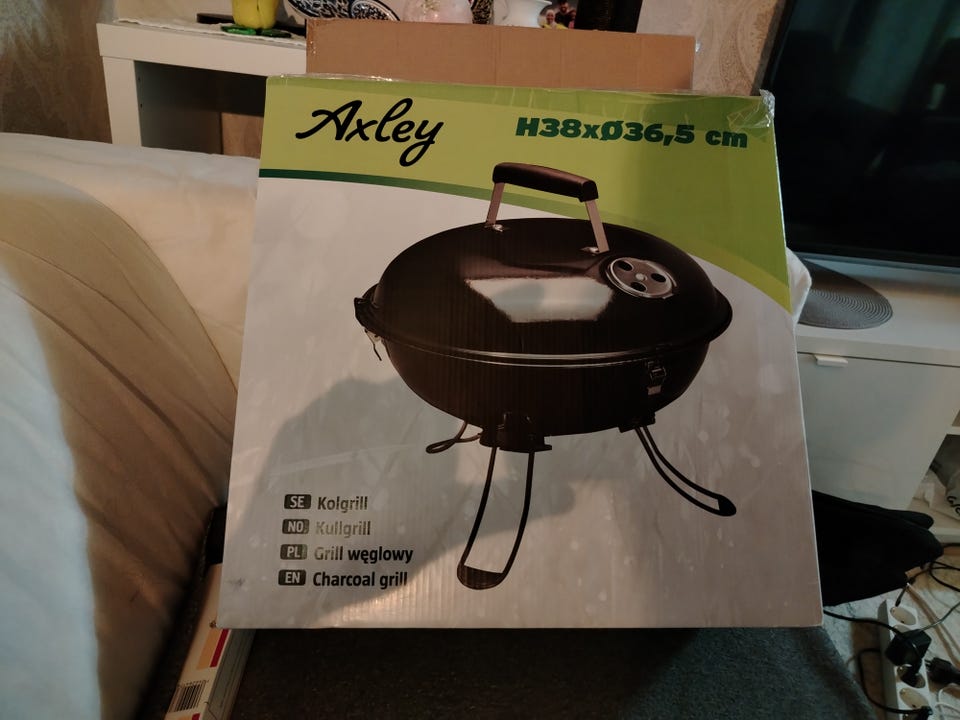 Axley
H38xØ36,5 cm
SE Kolgrill
NO Kullgrill
PL Grill węglowy
EN Charcoal grill